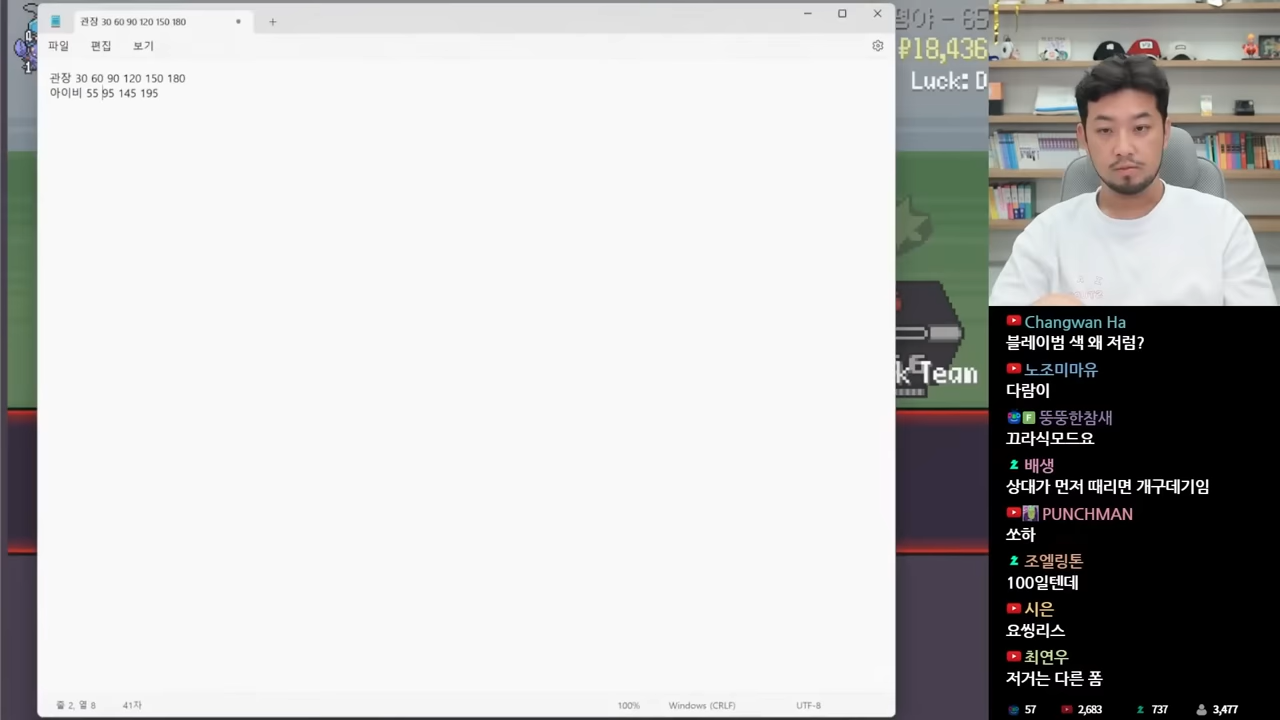 관장 30 60 90 120 150 180
파일 편집 보기
관장 30 60 90 120 150 180
아이비 55 95 145 195
줄 2, 열 8
41자
100%
Windows (CRLF)
UTF-8
₽18,436
Luck: D
Team
Changwan Ha
블레이범 색 왜 저럼?
노조미마유
다람이
뚱뚱한참새
끄라식모드요
배생
상대가 먼저 때리면 개구데기임
PUNCHMAN
쏘하
조엘링톤
100일텐데
시은
요씽리스
최연우
저거는 다른 폼
57 2,683 737 3,477